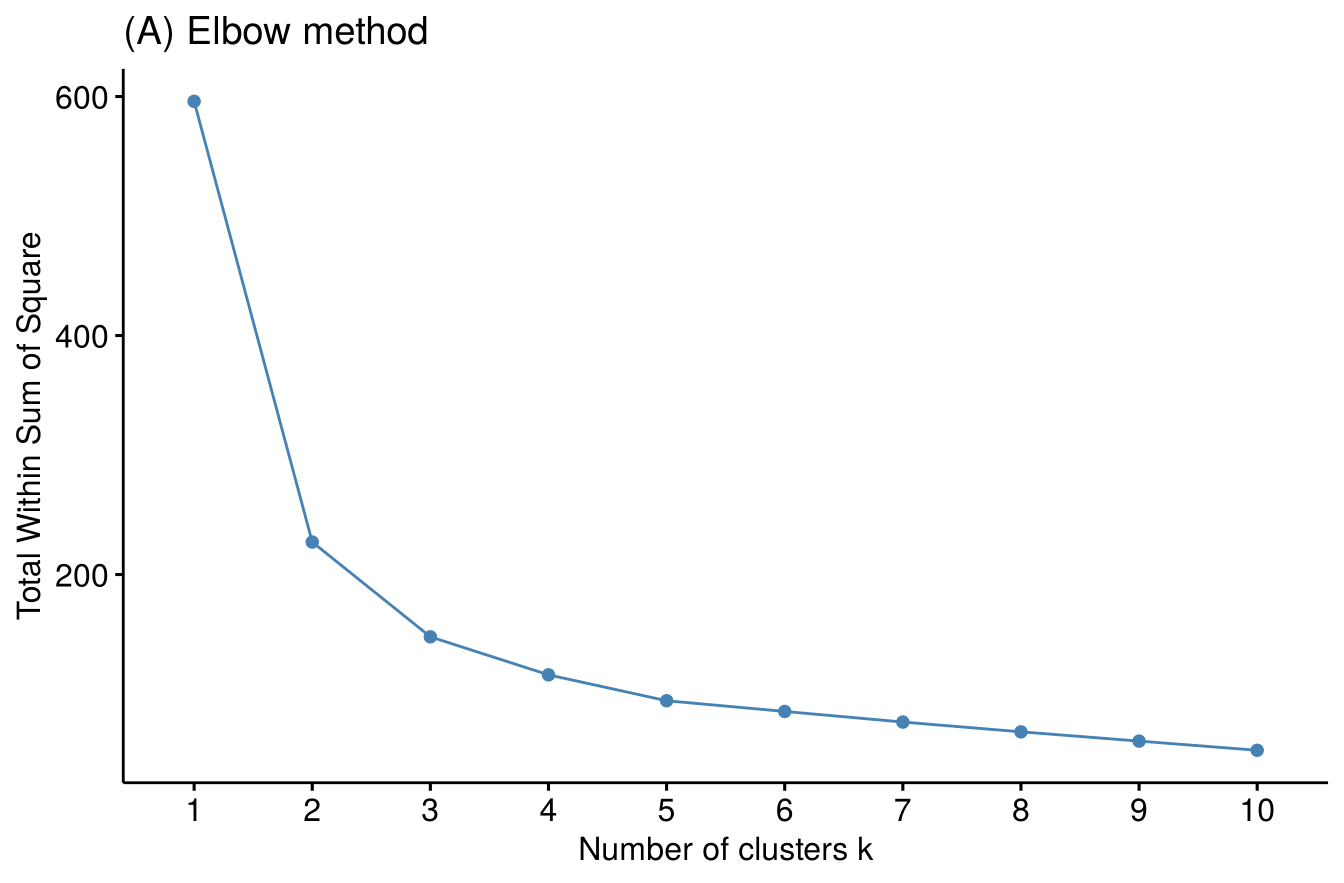 (A) Elbow method
600
400
200
Total Within Sum of Square
1 2 3 4 5 6 7 8 9 10
Number of clusters k